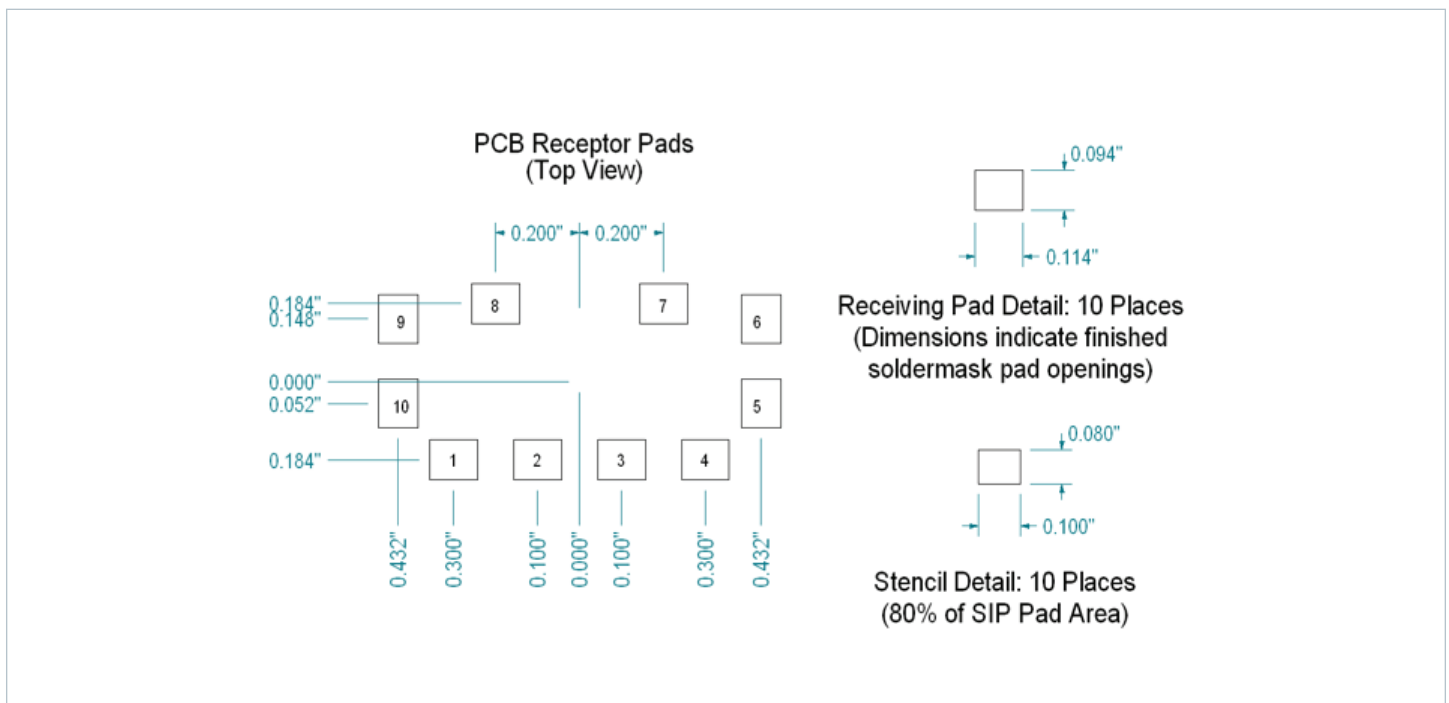 PCB Receptor Pads
(Top View)
0.200" 0.200"
0.184"
0.148"
8 7
9 6
0.000"
0.052"
10 5
0.184"
1 2 3 4
0.432" 0.300" 0.100" 0.000" 0.100" 0.300" 0.432"
0.094"
0.114"
Receiving Pad Detail: 10 Places
(Dimensions indicate finished
soldermask pad openings)
0.080"
0.100"
Stencil Detail: 10 Places
(80% of SIP Pad Area)